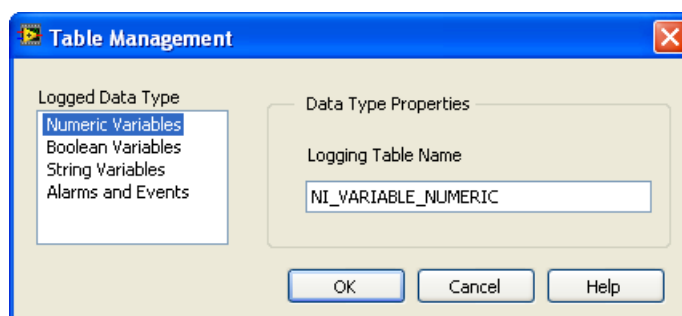 Table Management
Logged Data Type
Numeric Variables
Boolean Variables
String Variables
Alarms and Events
Data Type Properties
Logging Table Name
NI_VARIABLE_NUMERIC
OK Cancel Help